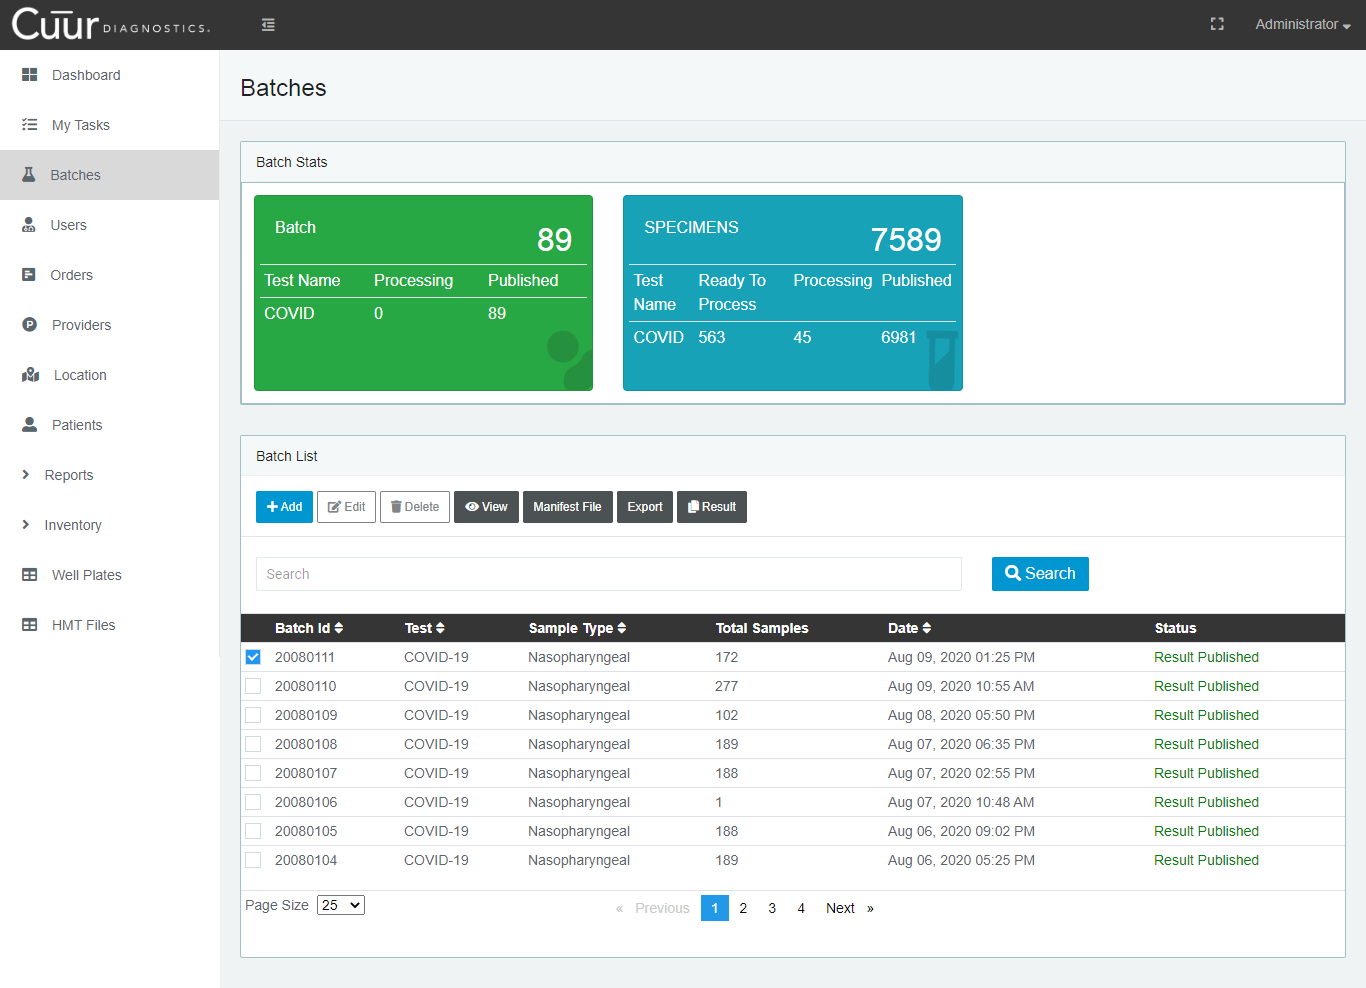 Cūur DIAGNOSTICS.
Administrator
Dashboard
My Tasks
Batches
Users
Orders
Providers
Location
Patients
Reports
Inventory
Well Plates
HMT Files
Batches
Batch Stats
Batch 89
Test Name Processing Published
COVID 0 89
SPECIMENS 7589
Test Name Ready To Process Processing Published
COVID 563 45 6981
Batch List
Add Edit Delete View Manifest File Export Result
Search Search
Batch Id Test Sample Type Total Samples Date Status
20080111 COVID-19 Nasopharyngeal 172 Aug 09, 2020 01:25 PM Result Published
20080110 COVID-19 Nasopharyngeal 277 Aug 09, 2020 10:55 AM Result Published
20080109 COVID-19 Nasopharyngeal 102 Aug 08, 2020 05:50 PM Result Published
20080108 COVID-19 Nasopharyngeal 189 Aug 07, 2020 06:35 PM Result Published
20080107 COVID-19 Nasopharyngeal 188 Aug 07, 2020 02:55 PM Result Published
20080106 COVID-19 Nasopharyngeal 1 Aug 07, 2020 10:48 AM Result Published
20080105 COVID-19 Nasopharyngeal 188 Aug 06, 2020 09:02 PM Result Published
20080104 COVID-19 Nasopharyngeal 189 Aug 06, 2020 05:25 PM Result Published
Page Size 25 « Previous 1 2 3 4 Next »